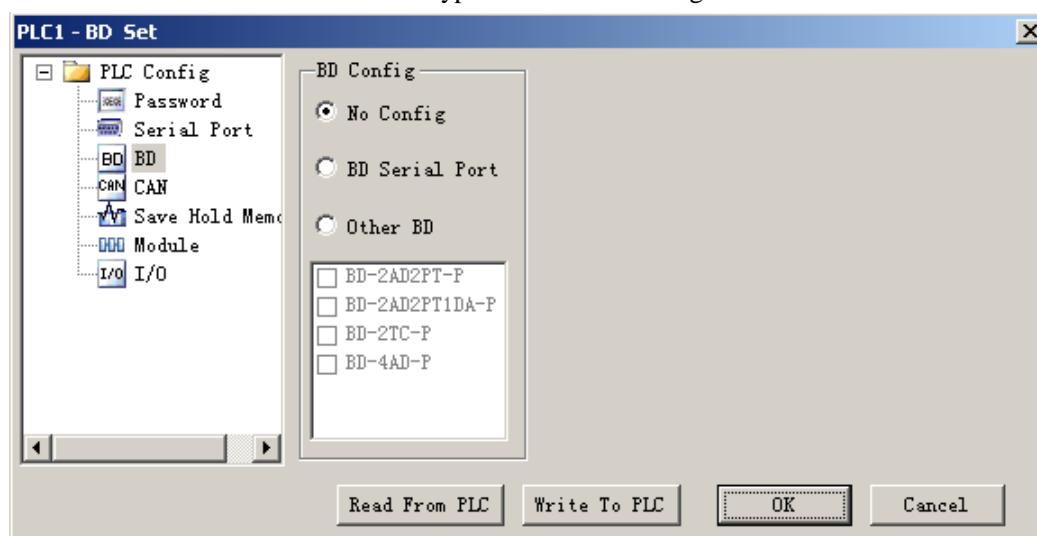 PLC1 - BD Set
PLC Config
Password
Serial Port
BD BD
CAN CAN
Save Hold Memo
Module
I/O I/O
BD Config
No Config
BD Serial Port
Other BD
BD-2AD2PT-P
BD-2AD2PT1DA-P
BD-2TC-P
BD-4AD-P
Read From PLC
Write To PLC
OK
Cancel